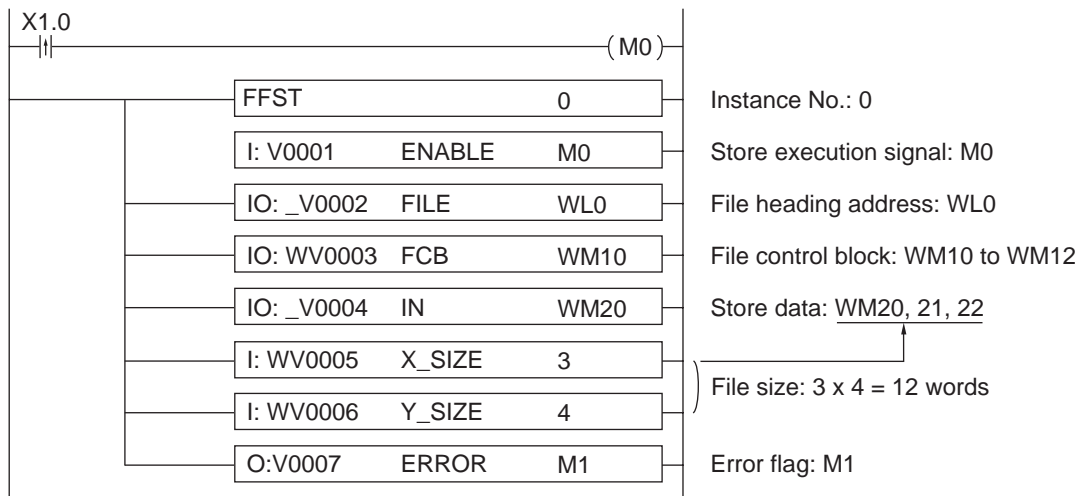 X1.0
M0
FFST 0 Instance No.: 0
I: V0001 ENABLE M0 Store execution signal: M0
IO: _V0002 FILE WL0 File heading address: WL0
IO: WV0003 FCB WM10 File control block: WM10 to WM12
IO: _V0004 IN WM20 Store data: WM20, 21, 22
I: WV0005 X_SIZE 3
File size: 3 x 4 = 12 words
I: WV0006 Y_SIZE 4
O:V0007 ERROR M1 Error flag: M1